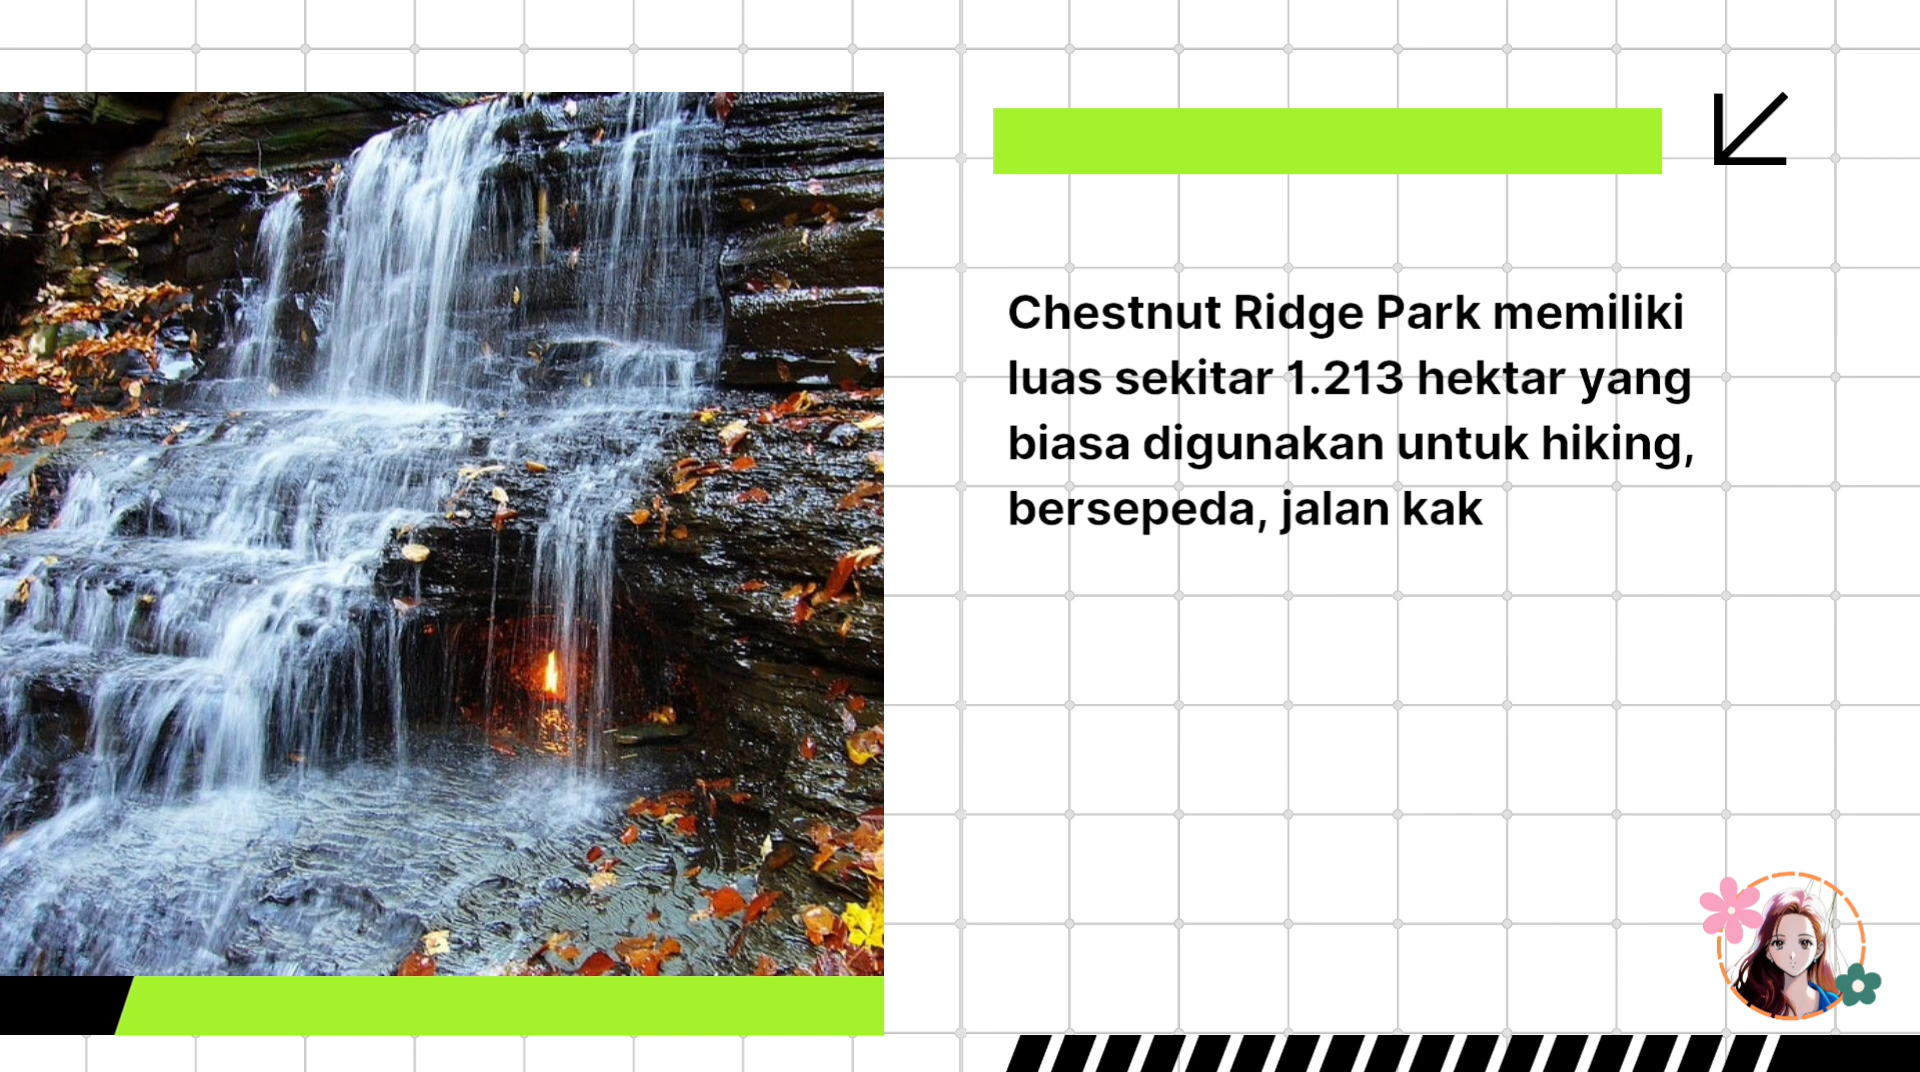 Chestnut Ridge Park memiliki
luas sekitar 1.213 hektar yang
biasa digunakan untuk hiking,
bersepeda, jalan kak